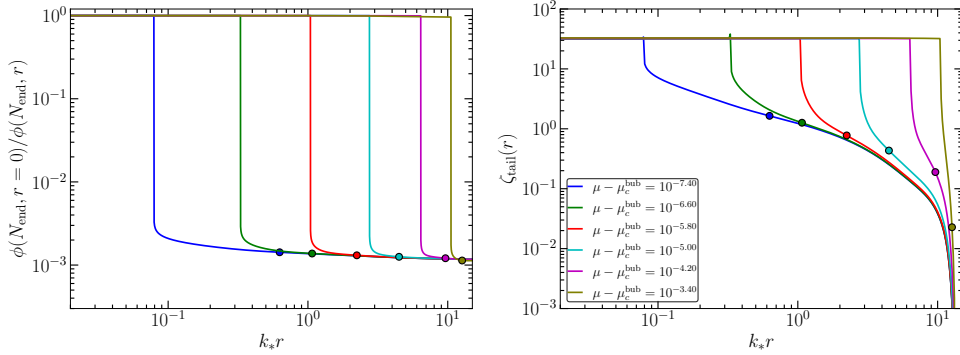 10^0
10^{-1}
10^{-2}
10^{-3}
10^{-1}
10^0
10^1
k_* r
ϕ(N_end, r = 0)/ϕ(N_end, r)
10^2
10^1
10^0
10^{-1}
10^{-2}
10^{-3}
10^{-1}
10^0
10^1
k_* r
ζ_tail(r)
μ − μ_c^bub = 10^{-7.40}
μ − μ_c^bub = 10^{-6.60}
μ − μ_c^bub = 10^{-5.80}
μ − μ_c^bub = 10^{-5.00}
μ − μ_c^bub = 10^{-4.20}
μ − μ_c^bub = 10^{-3.40}